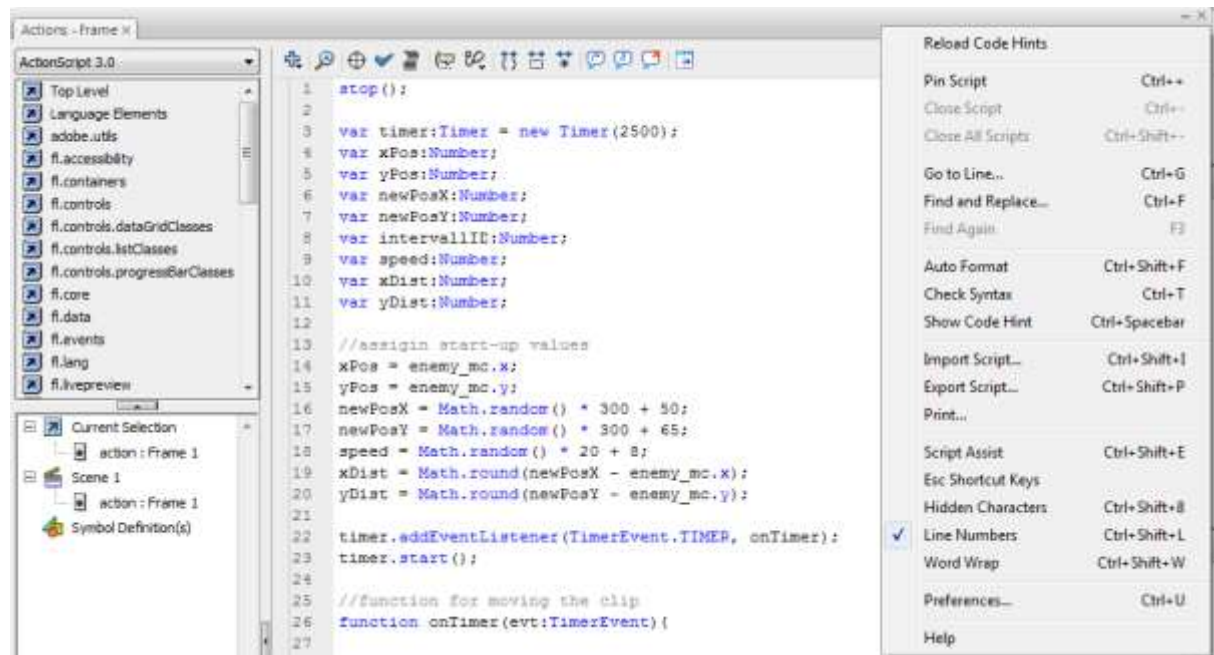 Actions - Frame ×
ActionScript 3.0
Top Level
Language Elements
adobe.utils
fl.accessibility
fl.containers
fl.controls
fl.controls.dataGridClasses
fl.controls.listClasses
fl.controls.progressBarClasses
fl.core
fl.data
fl.events
fl.lang
fl.livepreview
Current Selection
action : Frame 1
Scene 1
action : Frame 1
Symbol Definition(s)
1 stop();
2
3 var timer:Timer = new Timer(2500);
4 var xPos:Number;
5 var yPos:Number;
6 var newPosX:Number;
7 var newPosY:Number;
8 var intervallID:Number;
9 var speed:Number;
10 var xDist:Number;
11 var yDist:Number;
12
13 //assigin start-up values
14 xPos = enemy_mc.x;
15 yPos = enemy_mc.y;
16 newPosX = Math.random() * 300 + 50;
17 newPosY = Math.random() * 300 + 65;
18 speed = Math.random() * 20 + 8;
19 xDist = Math.round(newPosX - enemy_mc.x);
20 yDist = Math.round(newPosY - enemy_mc.y);
21
22 timer.addEventListener(TimerEvent.TIMER, onTimer);
23 timer.start();
24
25 //function for moving the clip
26 function onTimer(evt:TimerEvent){
27
Reload Code Hints
Pin Script Ctrl+=
Close Script Ctrl+-
Close All Scripts Ctrl+Shift+-
Go to Line... Ctrl+G
Find and Replace... Ctrl+F
Find Again F3
Auto Format Ctrl+Shift+F
Check Syntax Ctrl+T
Show Code Hint Ctrl+Spacebar
Import Script... Ctrl+Shift+I
Export Script... Ctrl+Shift+P
Print...
Script Assist Ctrl+Shift+E
Esc Shortcut Keys
Hidden Characters Ctrl+Shift+8
Line Numbers Ctrl+Shift+L
Word Wrap Ctrl+Shift+W
Preferences... Ctrl+U
Help